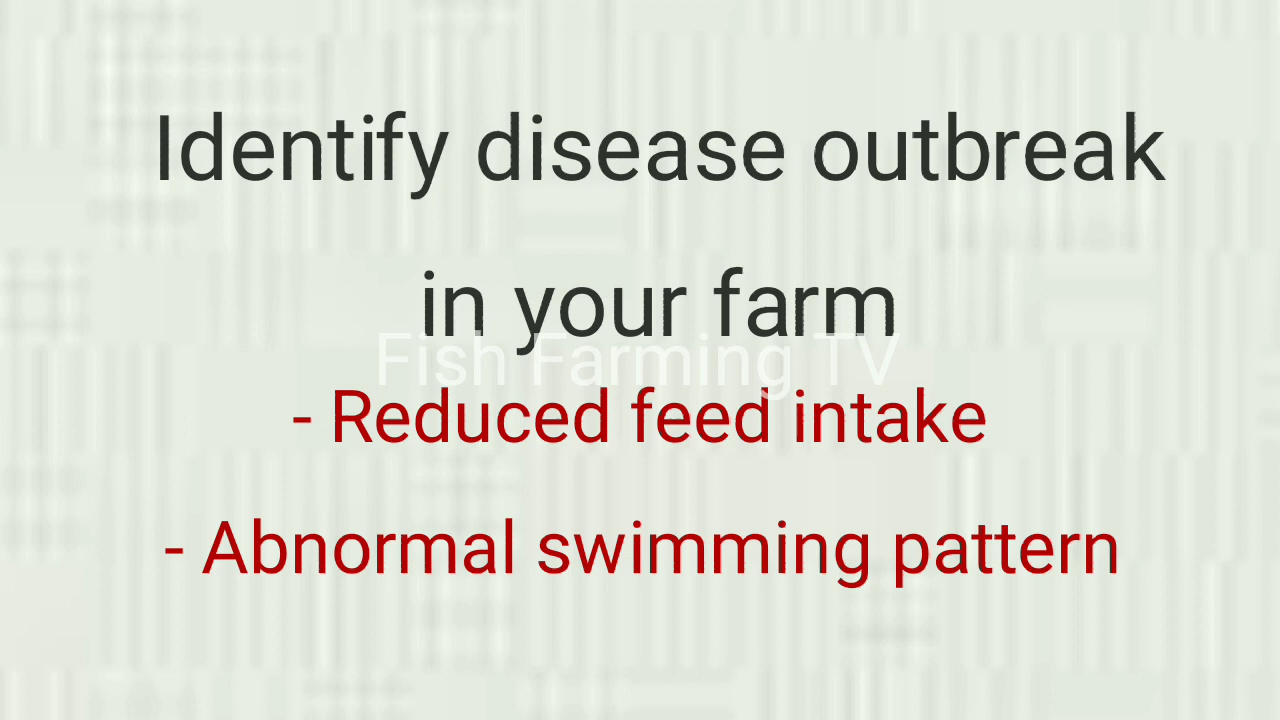 Identify disease outbreak
in your farm
Fish Farming TV
- Reduced feed intake
- Abnormal swimming pattern